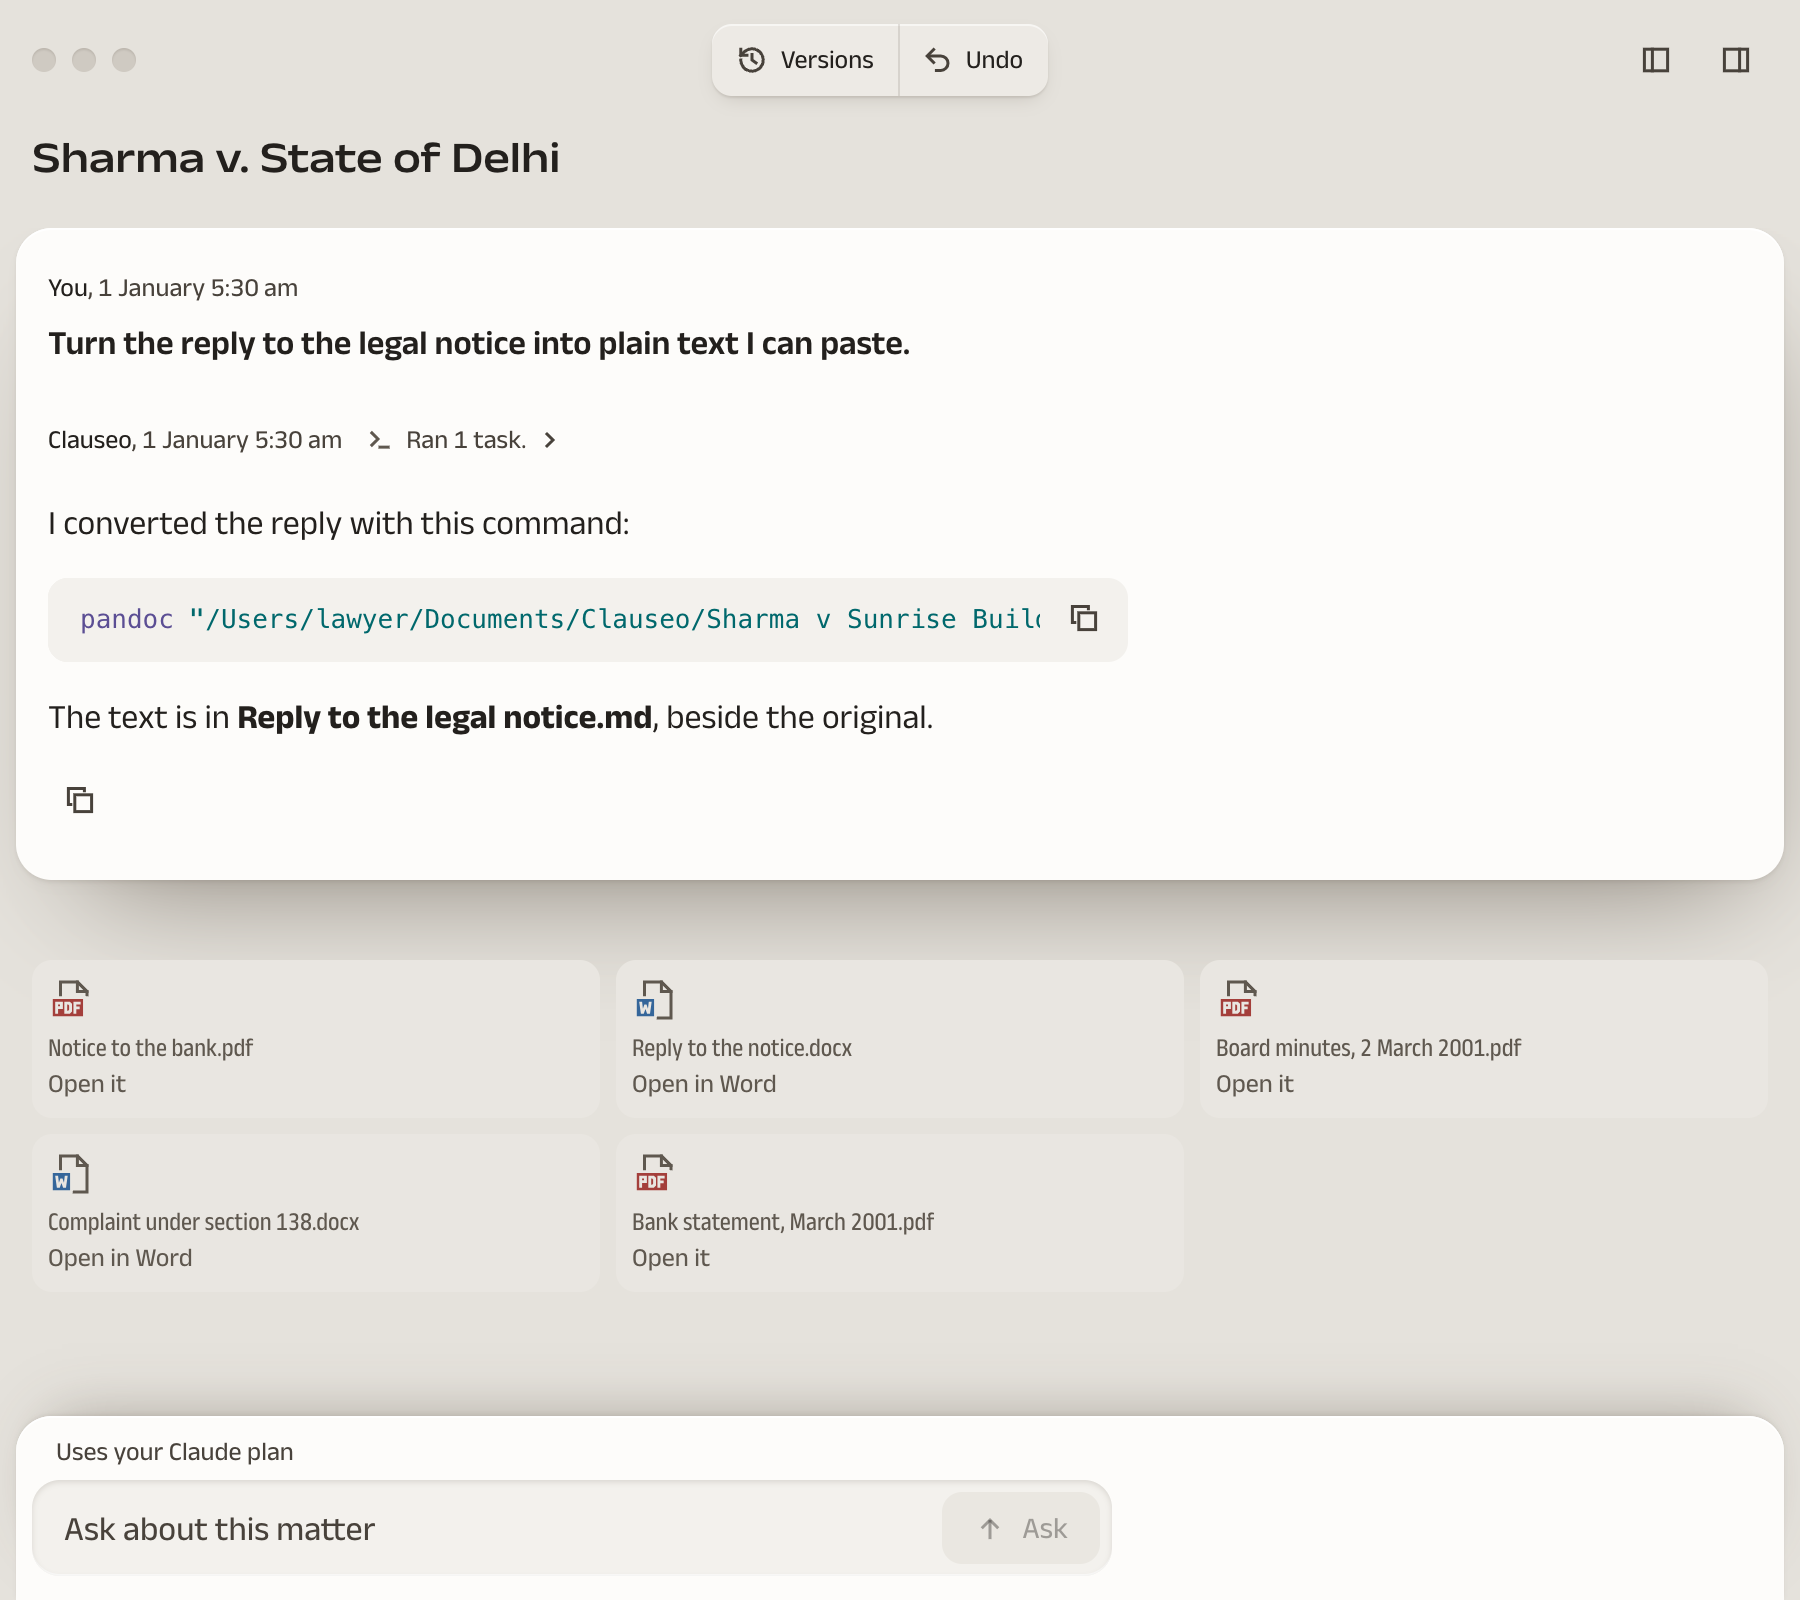 Versions
Undo
Sharma v. State of Delhi
You, 1 January 5:30 am
Turn the reply to the legal notice into plain text I can paste.
Clauseo, 1 January 5:30 am >_ Ran 1 task.
I converted the reply with this command:
pandoc "/Users/lawyer/Documents/Clauseo/Sharma v Sunrise Buil
The text is in Reply to the legal notice.md, beside the original.
PDF
Notice to the bank.pdf
Open it
W
Reply to the notice.docx
Open in Word
PDF
Board minutes, 2 March 2001.pdf
Open it
W
Complaint under section 138.docx
Open in Word
PDF
Bank statement, March 2001.pdf
Open it
Uses your Claude plan
Ask about this matter
Ask